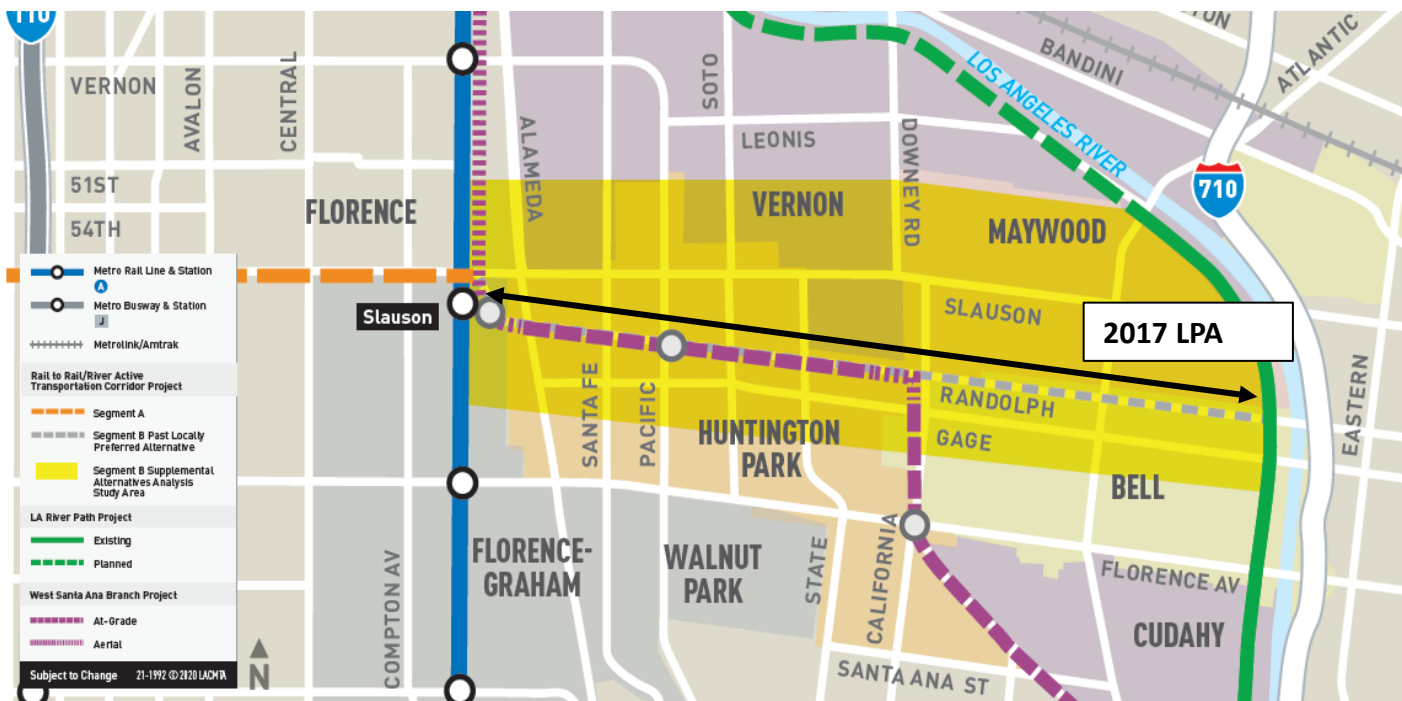 110
VERNON
AVALON
CENTRAL
51ST
54TH
FLORENCE
ALAMEDA
SOTO
LEONIS
DOWNEY RD
VERNON
MAYWOOD
BANDINI
TON
ATLANTIC
LOS ANGELES RIVER
710
Slauson
SLAUSON
2017 LPA
SANTA FE
PACIFIC
RANDOLPH
GAGE
EASTERN
HUNTINGTON
PARK
BELL
FLORENCE-
GRAHAM
WALNUT
PARK
STATE
CALIFORNIA
FLORENCE AV
CUDAHY
COMPTON AV
SANTA ANA ST
N
Metro Rail Line & Station
A
Metro Busway & Station
J
Metrolink/Amtrak
Rail to Rail/River Active
Transportation Corridor Project
Segment A
Segment B Past Locally
Preferred Alternative
Segment B Supplemental
Alternatives Analysis
Study Area
LA River Path Project
Existing
Planned
West Santa Ana Branch Project
At-Grade
Aerial
Subject to Change 21-1992 © 2020 LACMTA